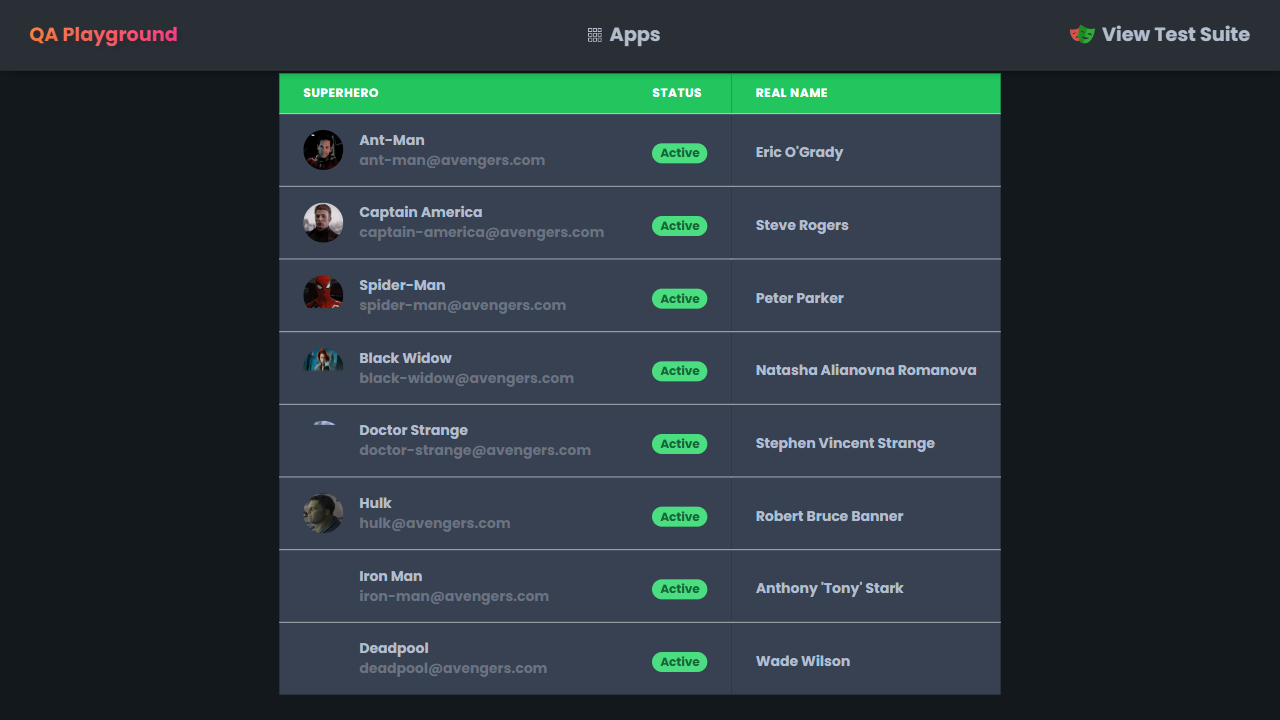 QA Playground
Apps
View Test Suite
SUPERHERO STATUS REAL NAME
Ant-Man
ant-man@avengers.com
Active
Eric O'Grady
Captain America
captain-america@avengers.com
Active
Steve Rogers
Spider-Man
spider-man@avengers.com
Active
Peter Parker
Black Widow
black-widow@avengers.com
Active
Natasha Alianovna Romanova
Doctor Strange
doctor-strange@avengers.com
Active
Stephen Vincent Strange
Hulk
hulk@avengers.com
Active
Robert Bruce Banner
Iron Man
iron-man@avengers.com
Active
Anthony 'Tony' Stark
Deadpool
deadpool@avengers.com
Active
Wade Wilson